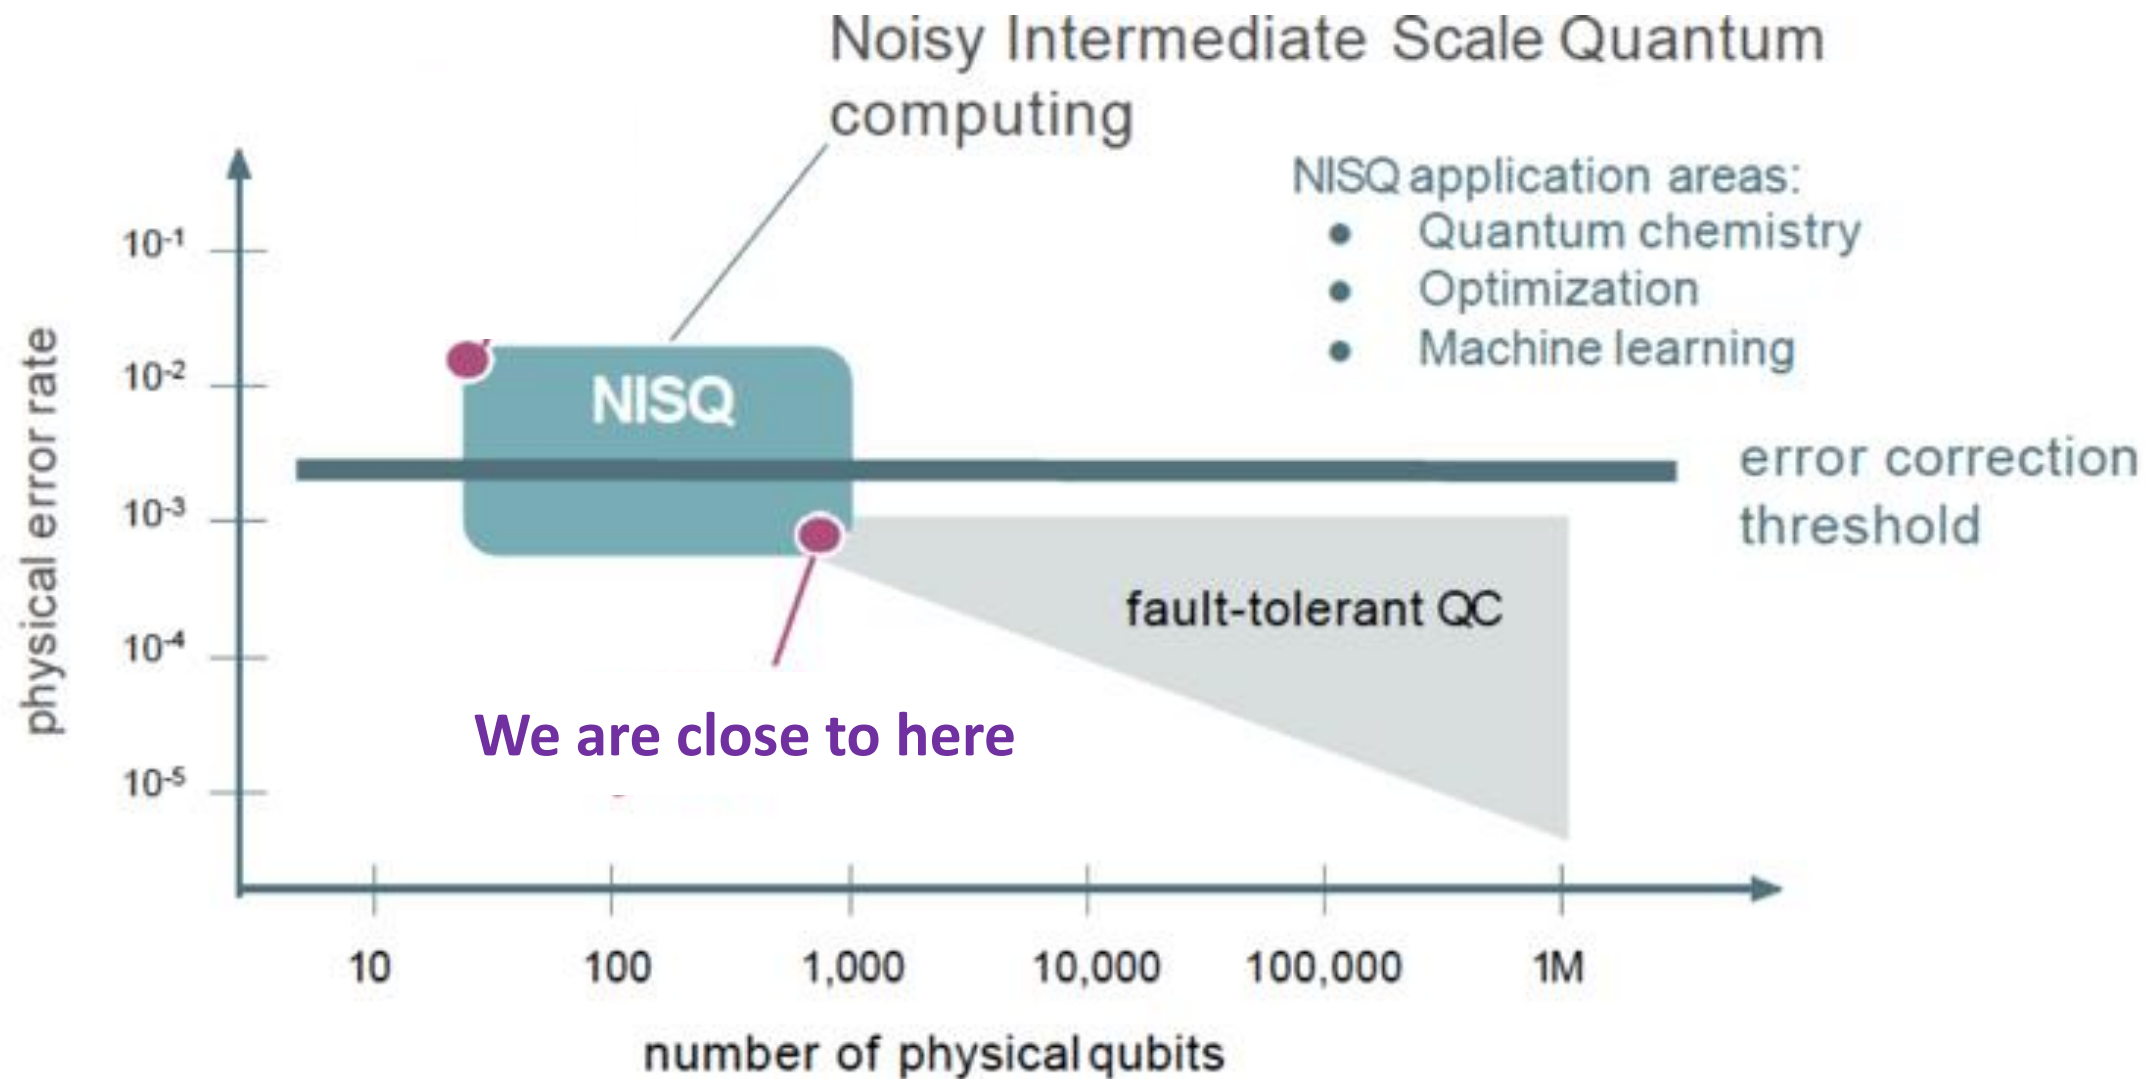 Noisy Intermediate Scale Quantum
computing
NISQ application areas:
• Quantum chemistry
• Optimization
• Machine learning
10⁻¹
10⁻²
10⁻³
10⁻⁴
10⁻⁵
physical error rate
NISQ
error correction
threshold
fault-tolerant QC
We are close to here
10 100 1,000 10,000 100,000 1M
number of physical qubits